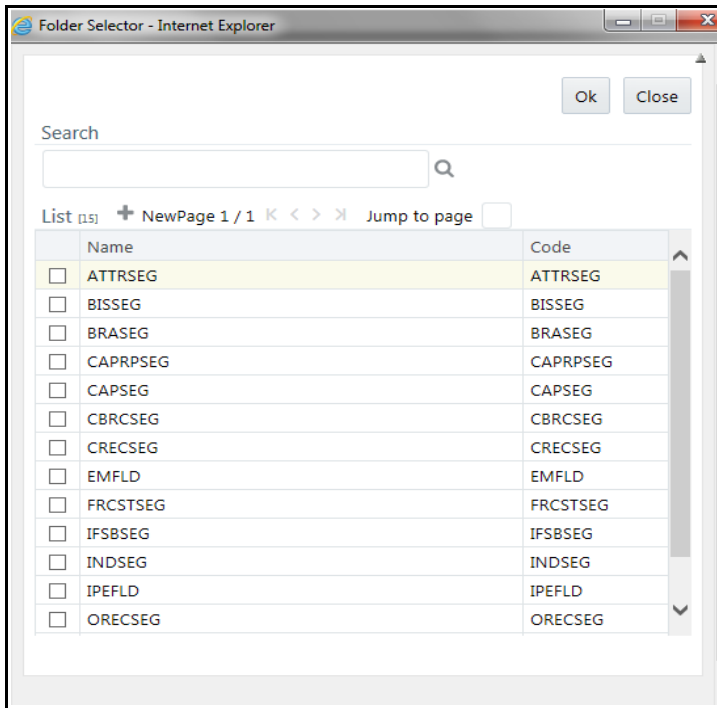 Folder Selector - Internet Explorer
Ok Close
Search
List [15] NewPage 1 / 1 Jump to page
Name Code
ATTRSEG ATTRSEG
BISSEG BISSEG
BRASEG BRASEG
CAPRPSEG CAPRPSEG
CAPSEG CAPSEG
CBRCSEG CBRCSEG
CRECSEG CRECSEG
EMFLD EMFLD
FRCSTSEG FRCSTSEG
IFSBSEG IFSBSEG
INDSEG INDSEG
IPEFLD IPEFLD
ORECSEG ORECSEG